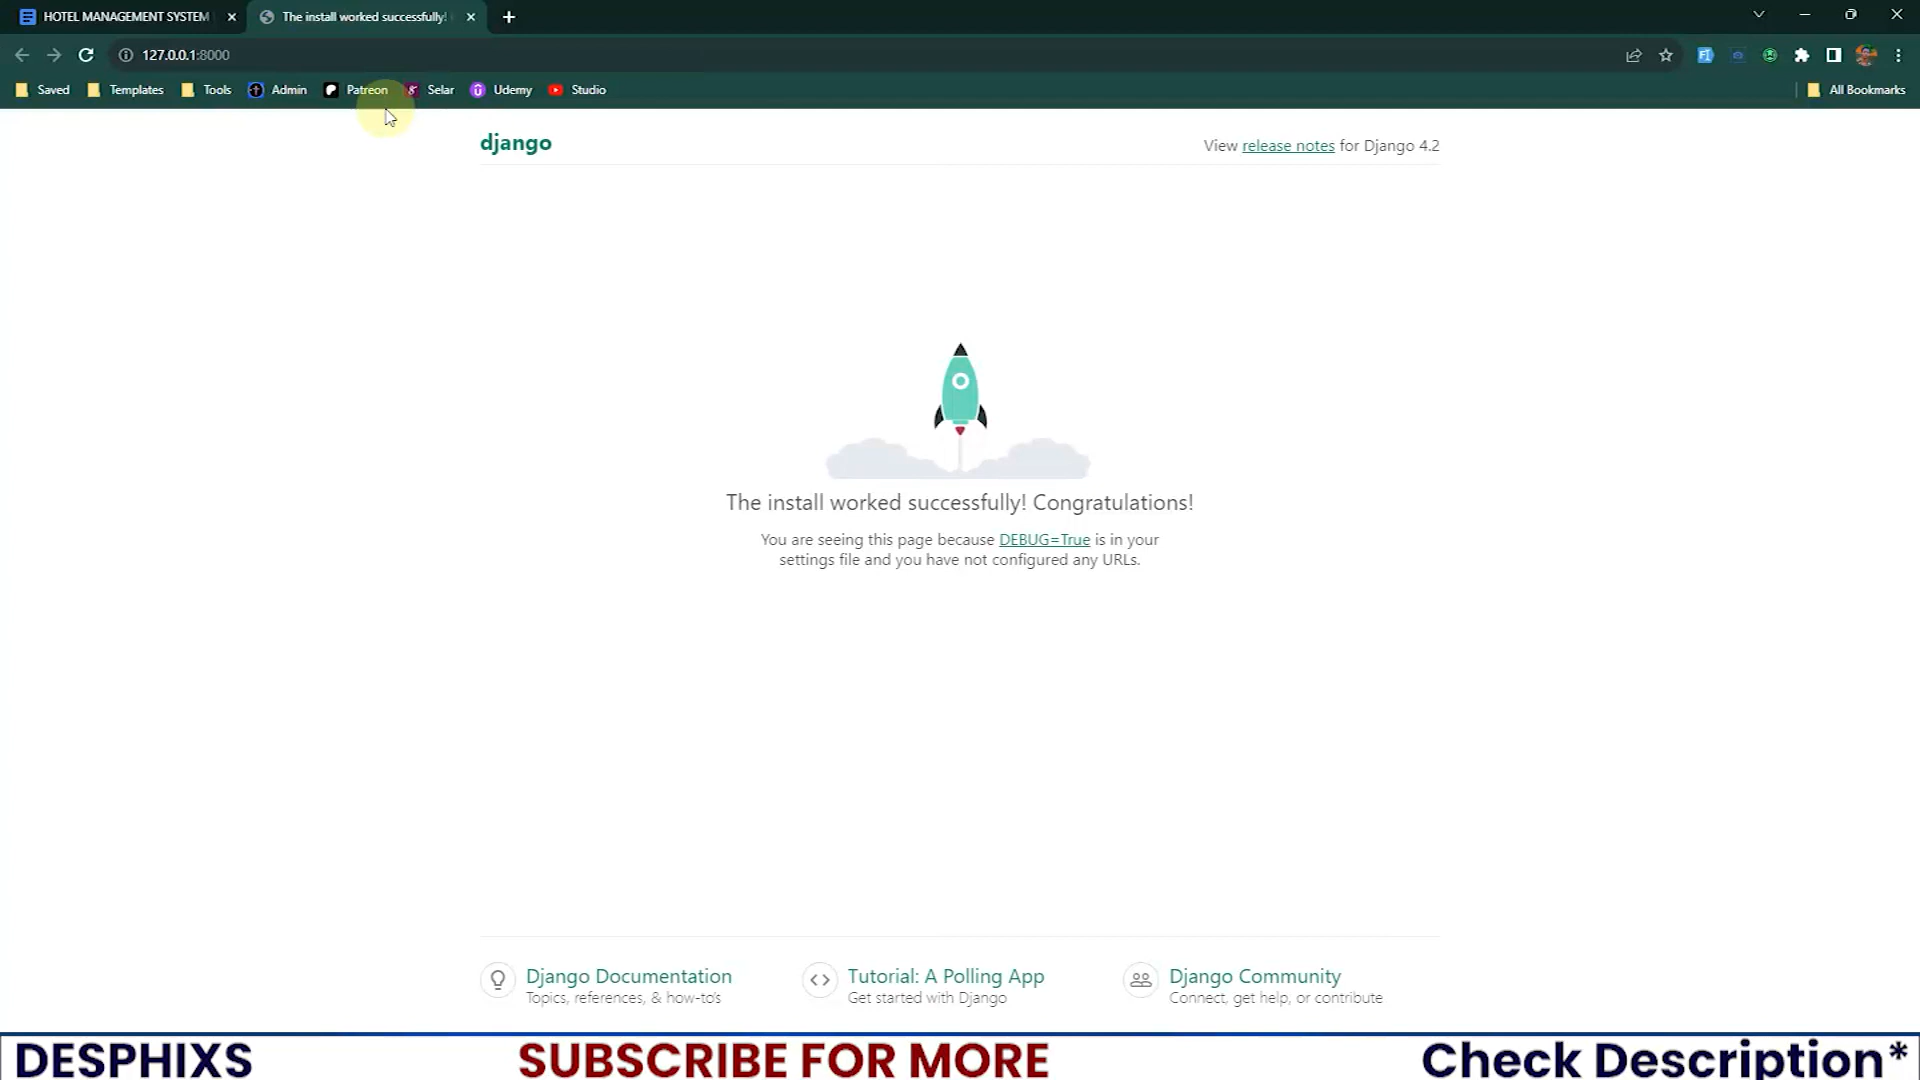 HOTEL MANAGEMENT SYSTEM
The install worked successfully!
127.0.0.1:8000
Saved
Templates
Tools
Admin
Patreon
Selar
Udemy
Studio
All Bookmarks
django
View release notes for Django 4.2
The install worked successfully! Congratulations!
You are seeing this page because DEBUG=True is in your
settings file and you have not configured any URLs.
Django Documentation
Topics, references, & how-to's
Tutorial: A Polling App
Get started with Django
Django Community
Connect, get help, or contribute
DESPHIXS
SUBSCRIBE FOR MORE
Check Description*